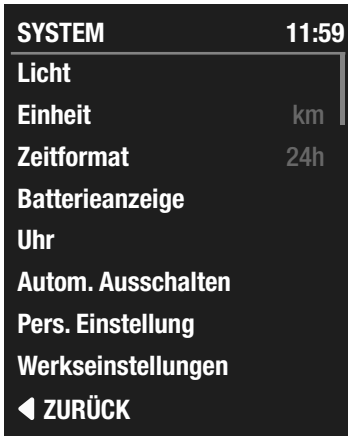 SYSTEM 11:59
Licht
Einheit km
Zeitformat 24h
Batterieanzeige
Uhr
Autom. Ausschalten
Pers. Einstellung
Werkseinstellungen
ZURÜCK